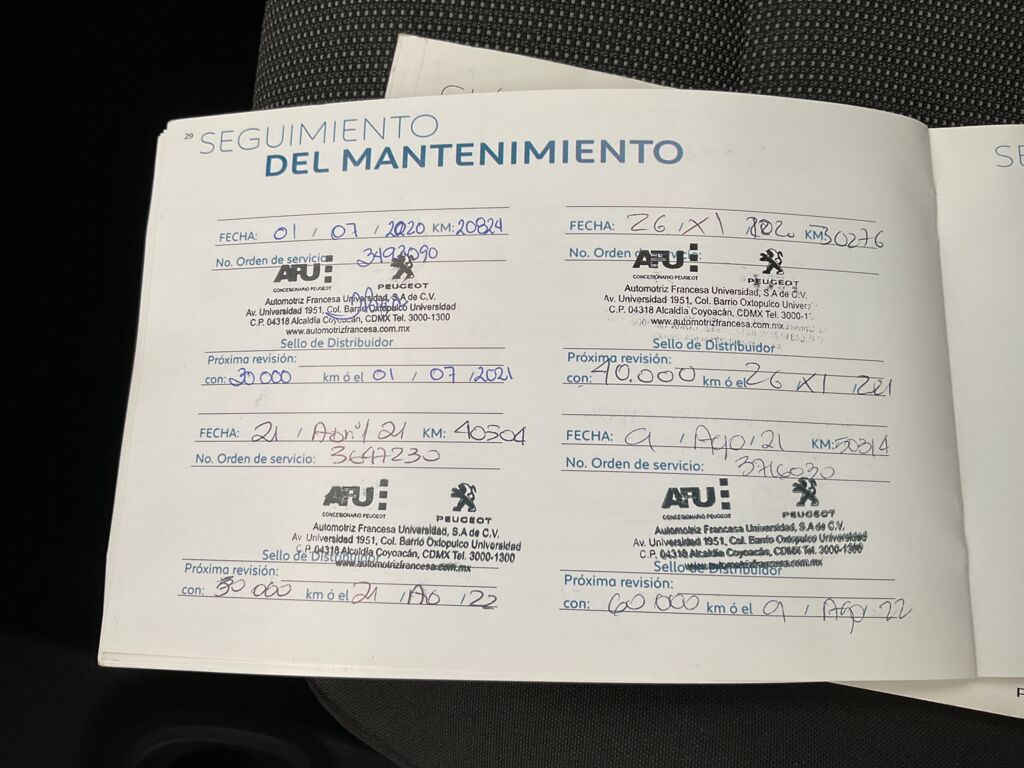 29 SEGUIMIENTO
DEL MANTENIMIENTO
FECHA: 01 / 07 / 2020 KM: 20824
No. Orden de servicio: 3493090
AFU
CONCESIONARIO PEUGEOT
PEUGEOT
Automotriz Francesa Universidad, S.A de C.V.
Av. Universidad 1951, Col. Barrio Oxtopulco Universidad
C.P. 04318 Alcaldía Coyoacán, CDMX Tel. 3000-1300
www.automotrizfrancesa.com.mx
Sello de Distribuidor
Próxima revisión:
con: 30 000 km ó el 01 / 07 / 2021
FECHA: 26 / XI / 202 KM: 30276
No. Orden
AFU
CONCESIONARIO PEUGEOT
PEUGEOT
Automotriz Francesa Universidad, S.A de C.V.
Av. Universidad 1951, Col. Barrio Oxtopulco Univers
C.P. 04318 Alcaldía Coyoacán, CDMX Tel. 3000-1
www.automotrizfrancesa.com.mx
Sello de Distribuidor
Próxima revisión:
con: 40.000 km ó el 26 / XI /
FECHA: 21 / Abril 21 KM: 40504
No. Orden de servicio: 3647230
AFU
CONCESIONARIO PEUGEOT
PEUGEOT
Automotriz Francesa Universidad, S.A de C.V.
Av. Universidad 1951, Col. Barrio Oxtopulco Universidad
C.P. 04318 Alcaldía Coyoacán, CDMX Tel. 3000-1300
Sello de Distribuidor
www.automotrizfrancesa.com.mx
Próxima revisión:
con: 50 000 km ó el 21 / Ab / 22
FECHA: 9 / Ago / 21 KM: 50314
No. Orden de servicio: 3716030
AFU
CONCESIONARIO PEUGEOT
PEUGEOT
Automotriz Francesa Universidad, S.A de C.V.
Av. Universidad 1951, Col. Barrio Oxtopulco Universidad
C.P. 04318 Alcaldía Coyoacán, CDMX Tel. 3000-1300
www.automotrizfrancesa.com.mx
Sello de Distribuidor
Próxima revisión:
con: 60 000 km ó el 9 / Ago / 22
SE